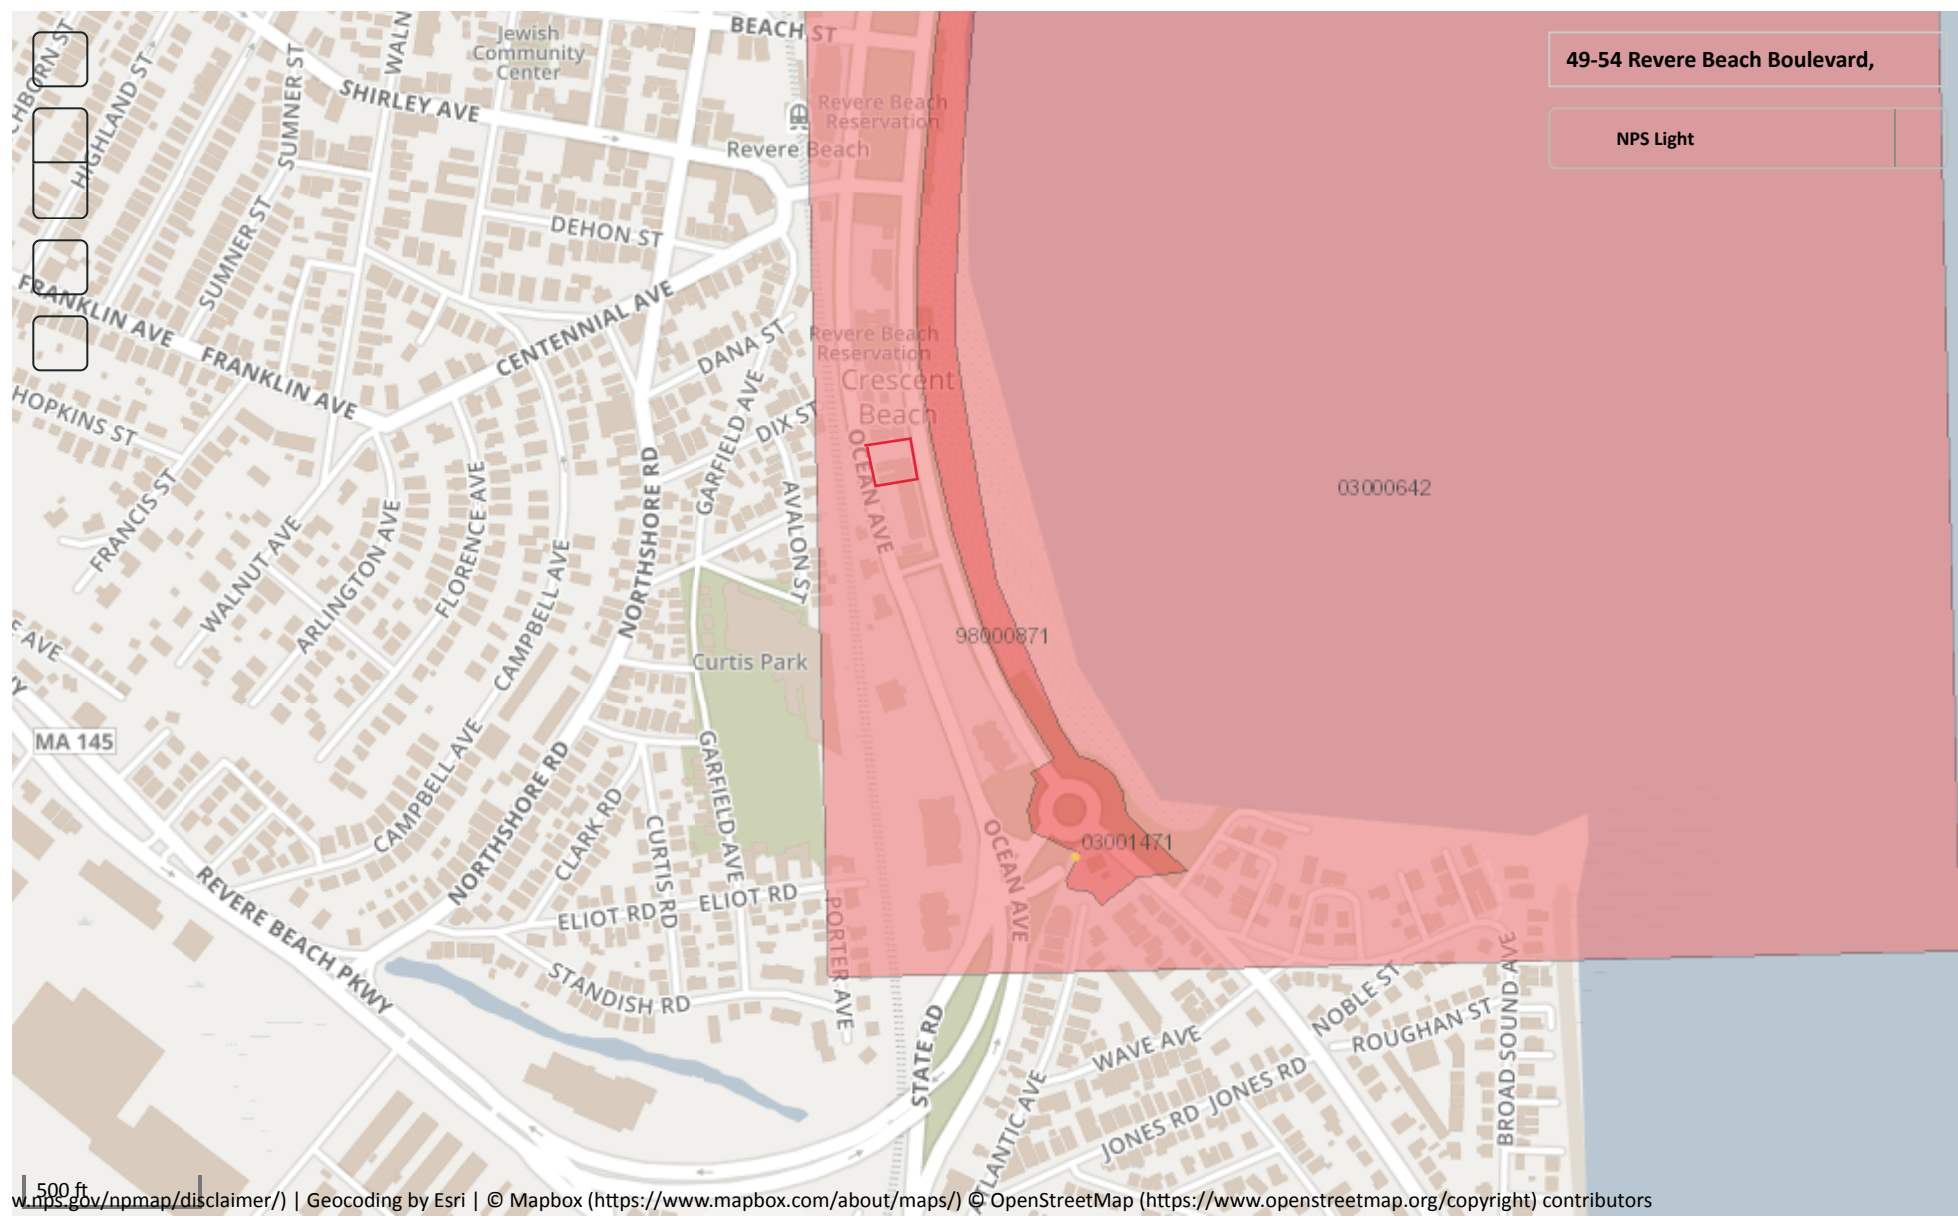 BEACH ST
Jewish
Community
Center
WALN
CHBORN ST
HIGHLAND ST
SUMNER ST
SHIRLEY AVE
Revere Beach
Reservation
Revere Beach
49-54 Revere Beach Boulevard,
NPS Light
SUMNER ST
DEHON ST
FRANKLIN AVE
FRANKLIN AVE
CENTENNIAL AVE
DANA ST
Revere Beach
Reservation
Crescent
Beach
HOPKINS ST
GARFIELD AVE
DIX ST
OCEAN AVE
FRANCIS ST
WALNUT AVE
ARLINGTON AVE
FLORENCE AVE
CAMPBELL AVE
NORTHSHORE RD
AVALON ST
03000642
98000871
E AVE
WY
Curtis Park
MA 145
CAMPBELL AVE
NORTHSHORE RD
CLARK RD
CURTIS RD
GARFIELD AVE
OCEAN AVE
03001471
REVERE BEACH PKWY
ELIOT RD
ELIOT RD
PORTER AVE
STANDISH RD
STATE RD
ATLANTIC AVE
WAVE AVE
JONES RD
JONES RD
NOBLE ST
ROUGHAN ST
BROAD SOUND AVE
500 ft
w.nps.gov/npmap/disclaimer/) | Geocoding by Esri | © Mapbox (https://www.mapbox.com/about/maps/) © OpenStreetMap (https://www.openstreetmap.org/copyright) contributors